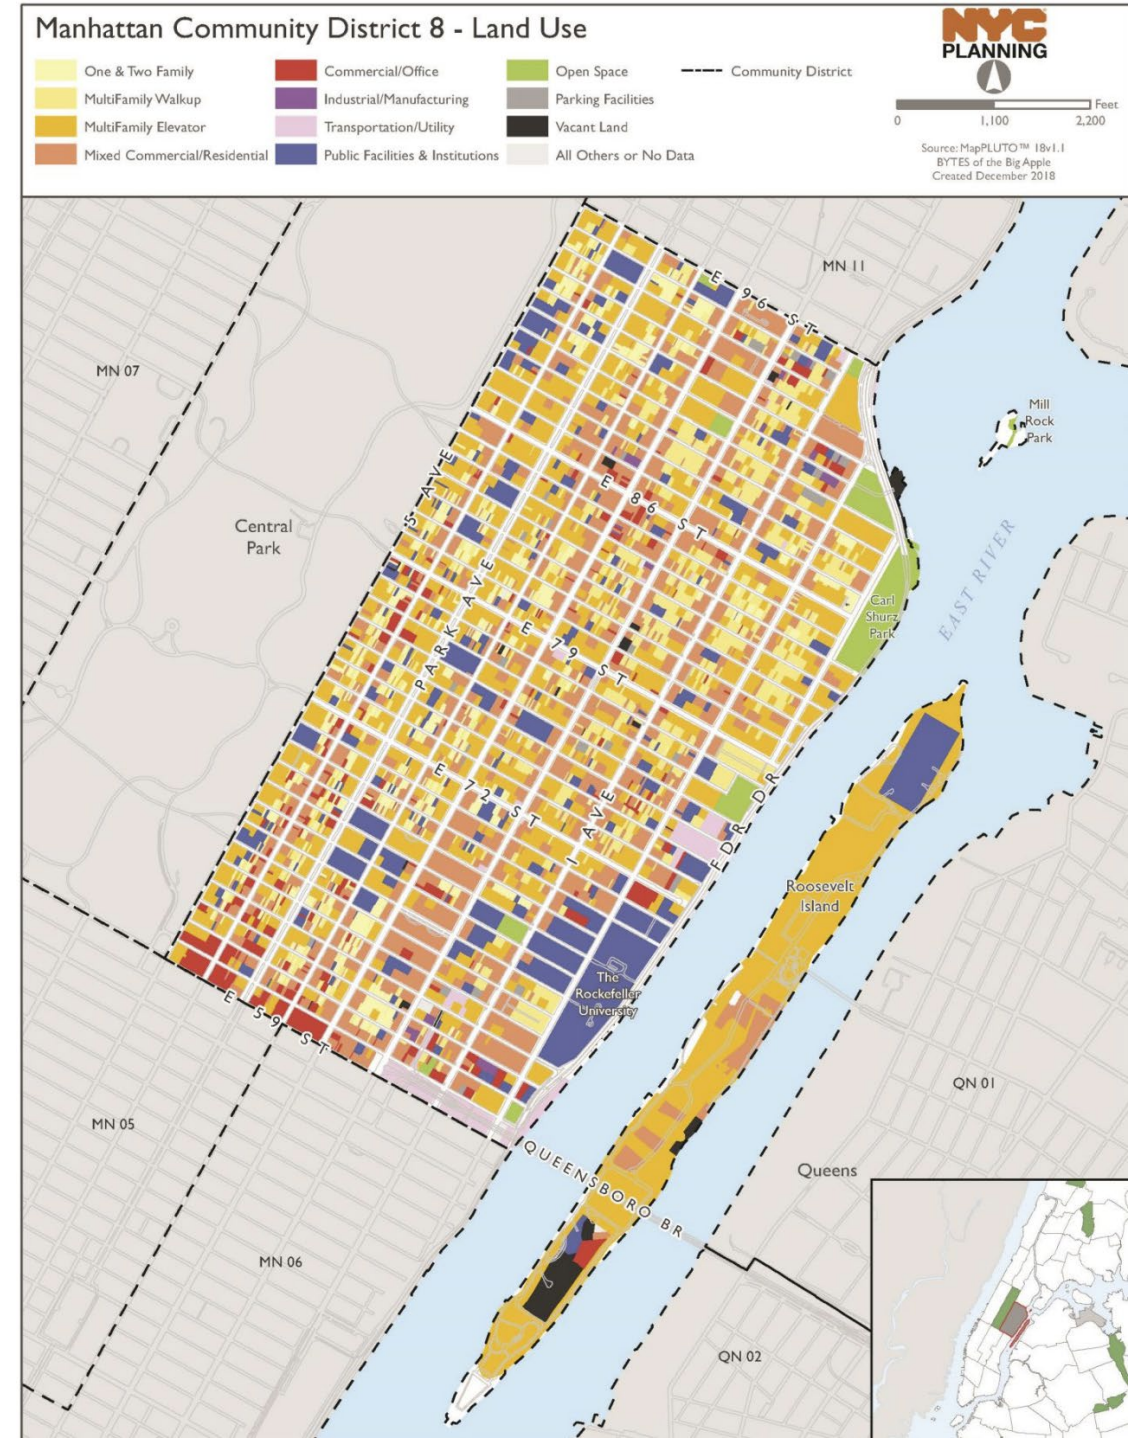 Manhattan Community District 8 - Land Use
One & Two Family
MultiFamily Walkup
MultiFamily Elevator
Mixed Commercial/Residential
Commercial/Office
Industrial/Manufacturing
Transportation/Utility
Public Facilities & Institutions
Open Space
Parking Facilities
Vacant Land
All Others or No Data
Community District
NYC
PLANNING
Feet
0 1,100 2,200
Source: MapPLUTO™ 18v1.1
BYTES of the Big Apple
Created December 2018
MN 11
E 96 ST
MN 07
Mill
Rock
Park
5 AVE
E 86 ST
Central
Park
EAST RIVER
PARK AVE
Carl
Shurz
Park
E 79 ST
E 72 ST
1 AVE
FDR DR
Roosevelt
Island
The
Rockefeller
University
E 59 ST
QN 01
MN 05
QUEENSBORO BR
Queens
MN 06
QN 02